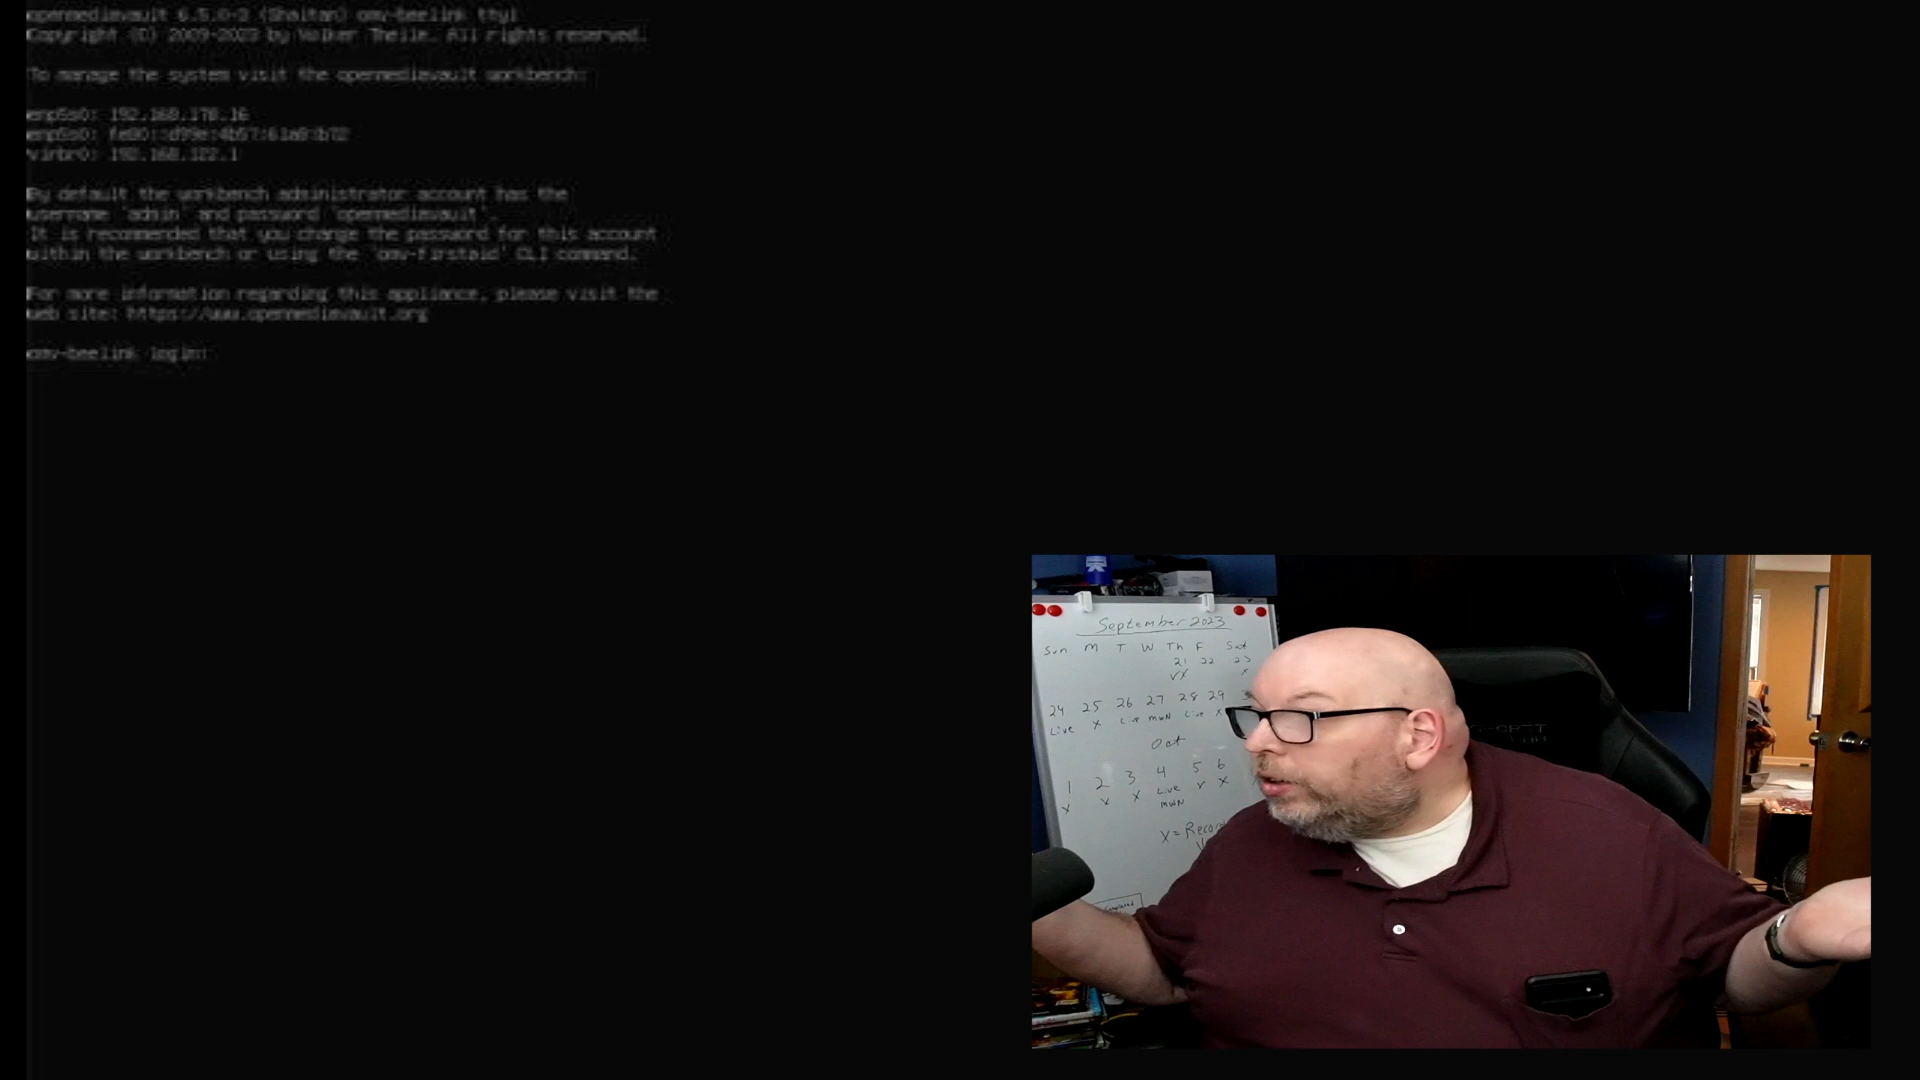 openmediavault 6.5.0-3 (Shaitan) omv-beelink tty1
Copyright (C) 2009-2023 by Volker Theile. All rights reserved.
To manage the system visit the openmediavault workbench:
enp5s0: 192.168.178.16
enp5s0: fe80::d99e:4b57:61a8:b72
virbr0: 192.168.122.1
By default the workbench administrator account has the
username 'admin' and password 'openmediavault'.
It is recommended that you change the password for this account
within the workbench or using the 'omv-firstaid' CLI command.
For more information regarding this appliance, please visit the
web site: https://www.openmediavault.org
omv-beelink login:
September 2023
Sun M T W Th F Sat
21 22 23
✓X X
24 25 26 27 28 29
Live X Live MWN Live X
Oct
1 2 3 4 5 6
X X X Live X X
MWN
X = Record
Completed